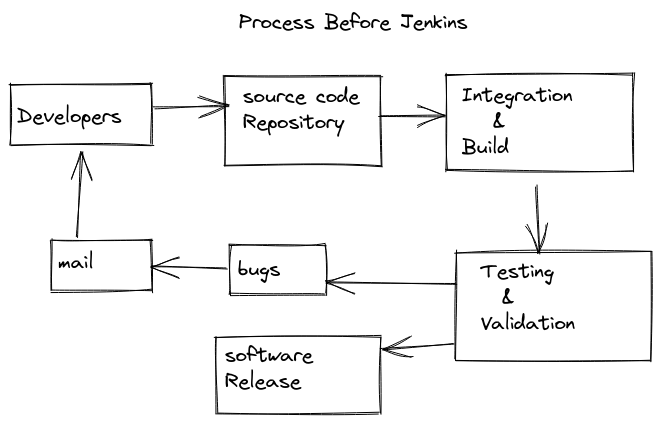 Process Before Jenkins
Developers
source code
Repository
Integration
&
Build
mail
bugs
Testing
&
Validation
software
Release